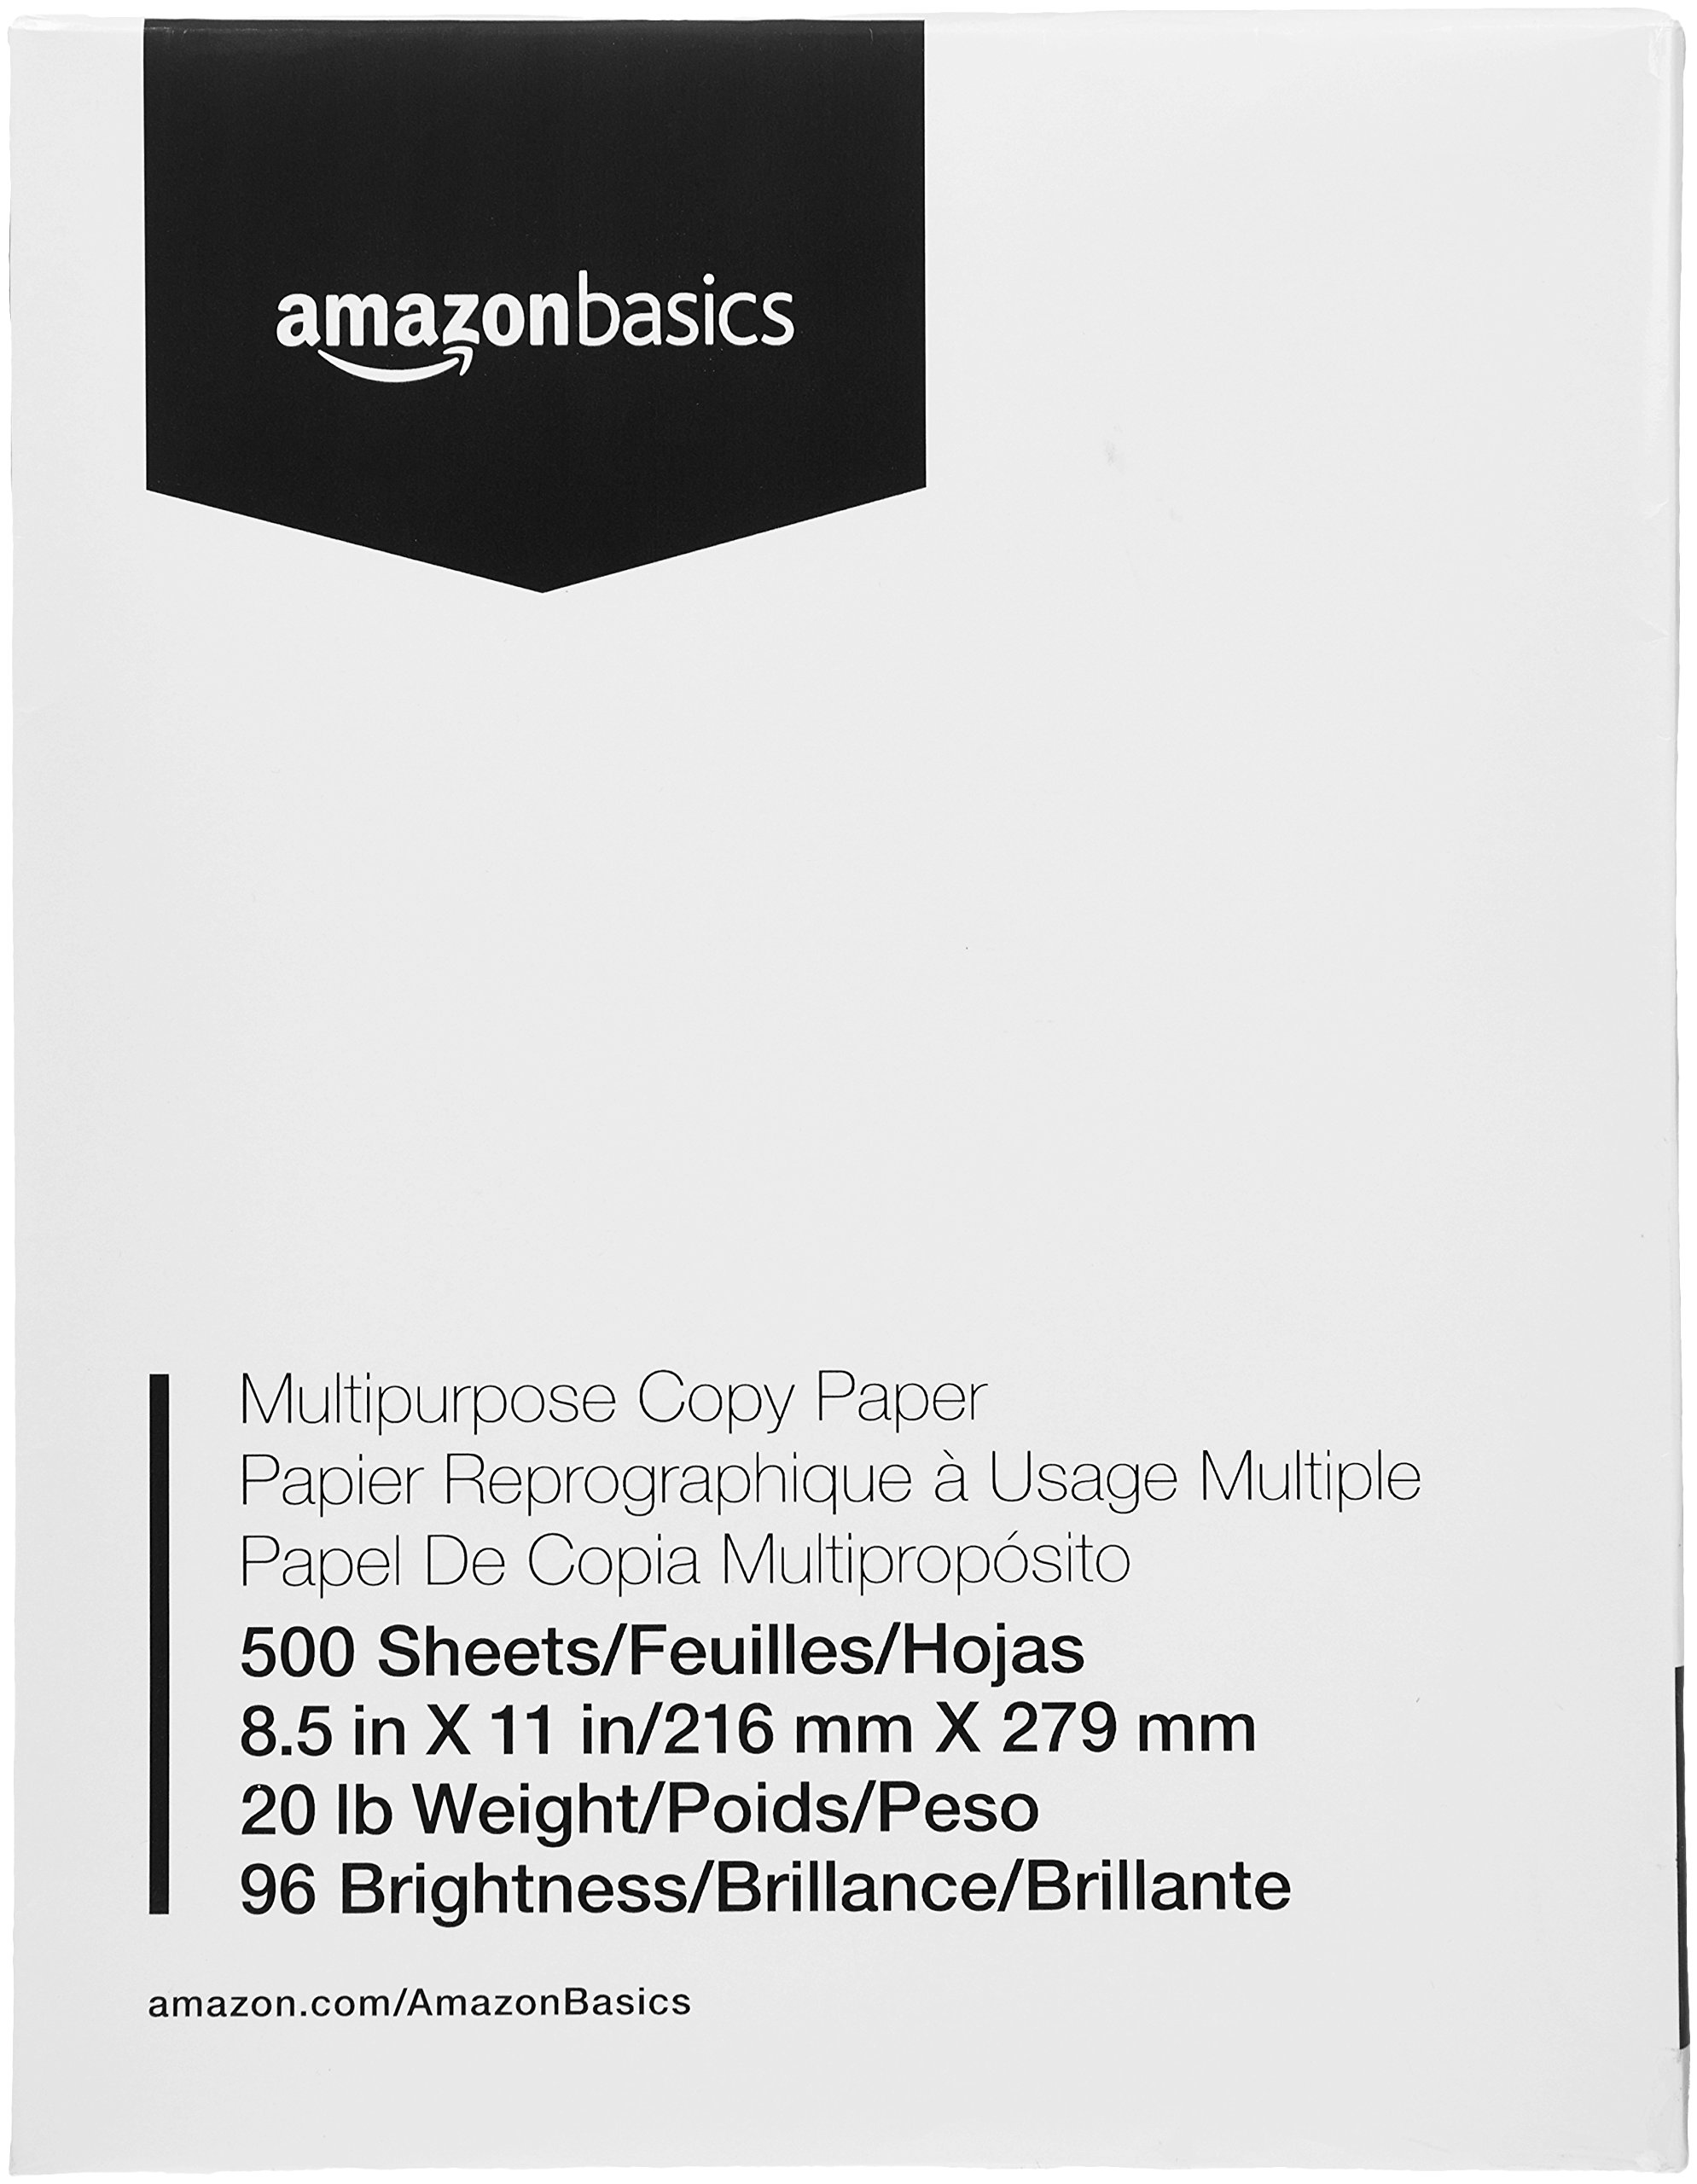 amazonbasics
Multipurpose Copy Paper
Papier Reprographique à Usage Multiple
Papel De Copia Multipropósito
500 Sheets/Feuilles/Hojas
8.5 in X 11 in/216 mm X 279 mm
20 lb Weight/Poids/Peso
96 Brightness/Brillance/Brillante
amazon.com/AmazonBasics